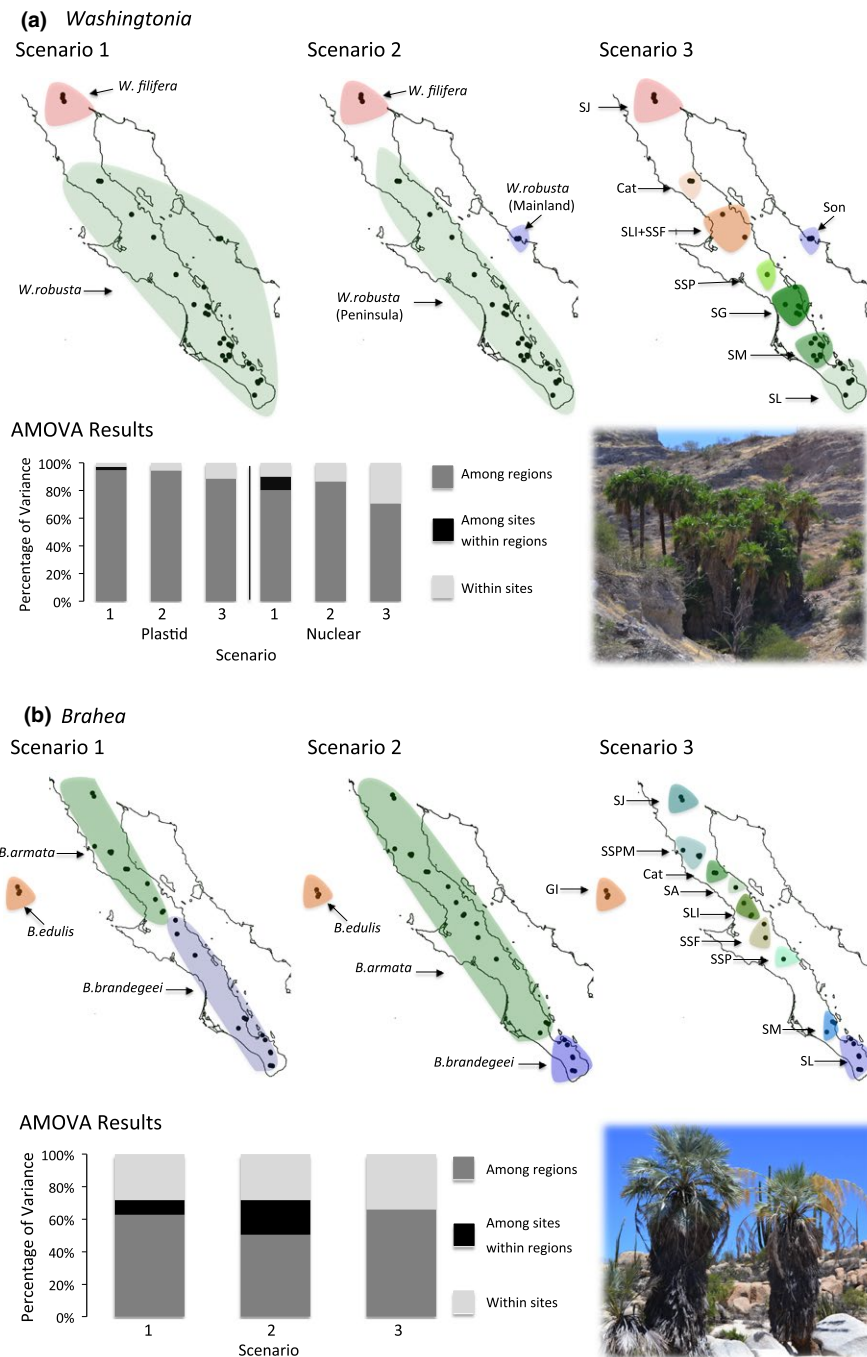 (a) Washingtonia
Scenario 1
Scenario 2
Scenario 3
W. filifera
W.robusta
W. filifera
W.robusta
(Mainland)
W.robusta
(Peninsula)
SJ
Cat
SLI+SSF
Son
SSP
SG
SM
SL
AMOVA Results
Percentage of Variance
100%
80%
60%
40%
20%
0%
1 2 3 1 2 3
Plastid Nuclear
Scenario
Among regions
Among sites
within regions
Within sites
(b) Brahea
Scenario 1
Scenario 2
Scenario 3
B.armata
B.edulis
B.brandegeei
B.edulis
B.armata
B.brandegeei
SJ
SSPM
Cat
GI
SA
SLI
SSF
SSP
SM
SL
AMOVA Results
Percentage of Variance
100%
80%
60%
40%
20%
0%
1 2 3
Scenario
Among regions
Among sites
within regions
Within sites